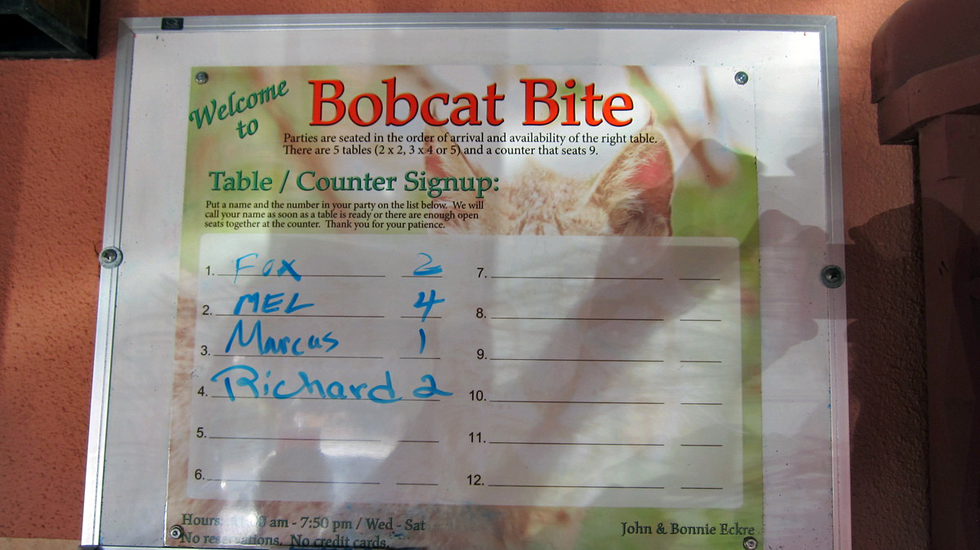 Welcome to
Bobcat Bite
Parties are seated in the order of arrival and availability of the right table.
There are 5 tables (2 x 2, 3 x 4 or 5) and a counter that seats 9.
Table / Counter Signup:
Put a name and the number in your party on the list below. We will
call your name as soon as a table is ready or there are enough open
seats together at the counter. Thank you for your patience.
1. Fox 2
2. MEL 4
3. Marcus 1
4. Richard 2
5.
6.
7.
8.
9.
10.
11.
12.
Hours: am - 7:50 pm / Wed - Sat
No reservations. No credit cards.
John & Bonnie Eckre